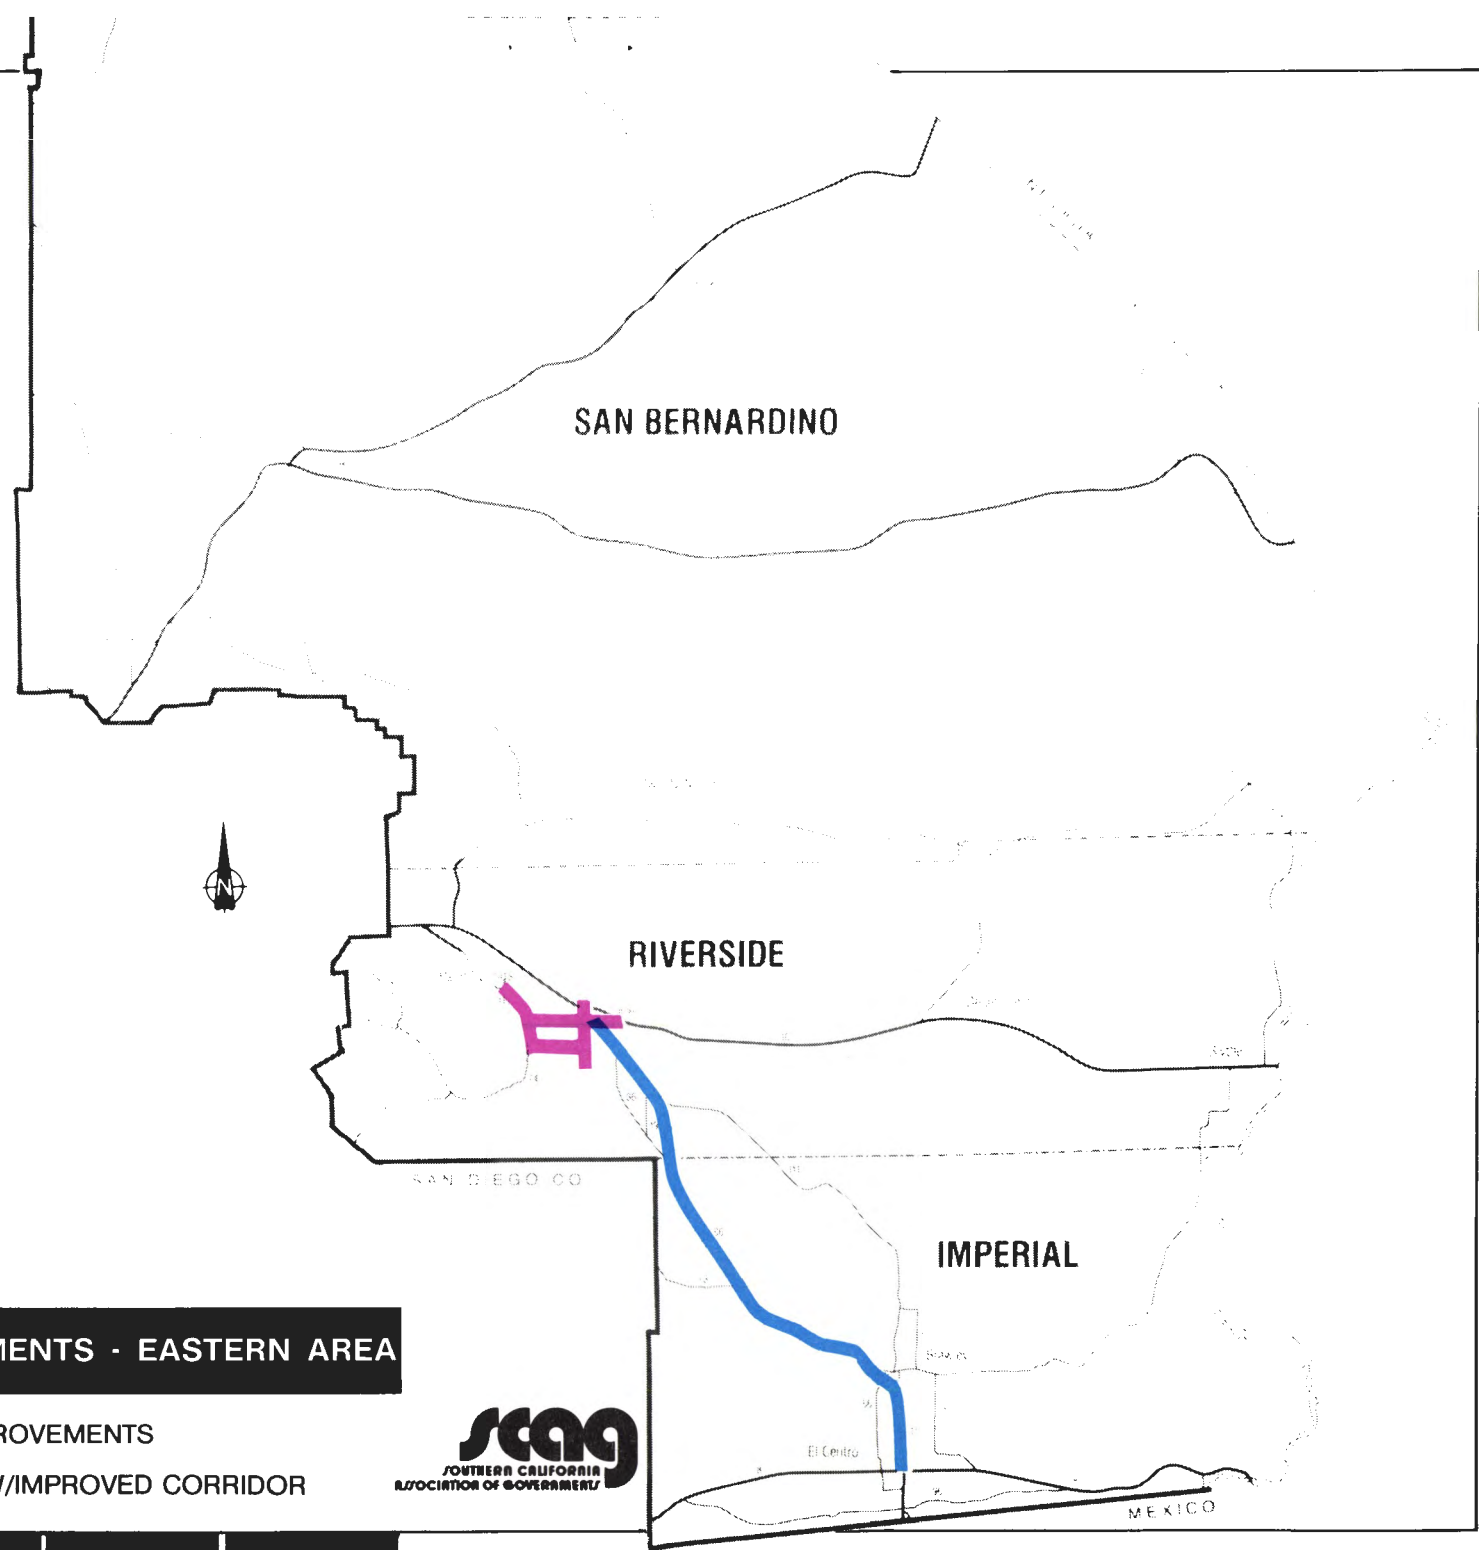 SAN BERNARDINO
RIVERSIDE
SAN DIEGO CO
IMPERIAL
MENTS - EASTERN AREA
ROVEMENTS
/IMPROVED CORRIDOR
scag
SOUTHERN CALIFORNIA
ASSOCIATION OF GOVERNMENTS
El Centro
MEXICO
N